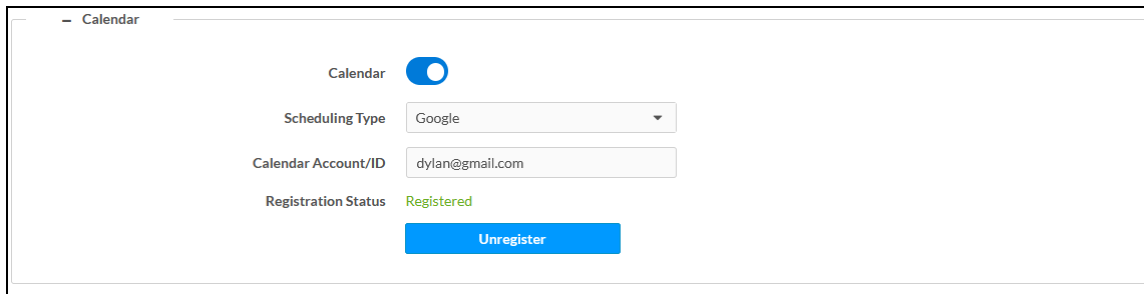 – Calendar
Calendar
Scheduling Type Google
Calendar Account/ID dylan@gmail.com
Registration Status Registered
Unregister